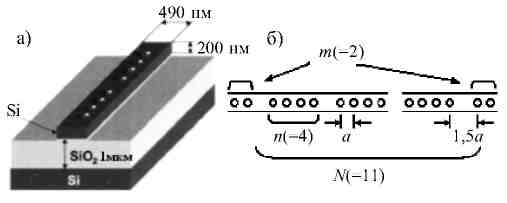 а)
490 нм
200 нм
Si
SiO2 1мкм
Si
б)
m(−2)
n(−4)
a
1,5a
N(−11)